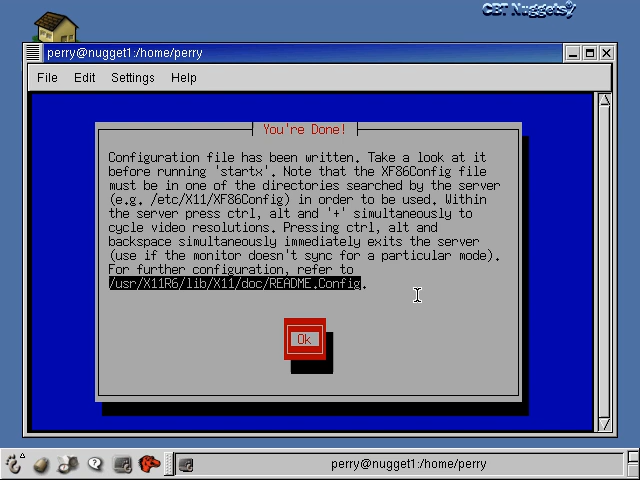 CBT Nuggets
perry@nugget1:/home/perry
File Edit Settings Help
You're Done!
Configuration file has been written. Take a look at it
before running 'startx'. Note that the XF86Config file
must be in one of the directories searched by the server
(e.g. /etc/X11/XF86Config) in order to be used. Within
the server press ctrl, alt and '+' simultaneously to
cycle video resolutions. Pressing ctrl, alt and
backspace simultaneously immediately exits the server
(use if the monitor doesn't sync for a particular mode).
For further configuration, refer to
/usr/X11R6/lib/X11/doc/README.Config.
Ok
perry@nugget1:/home/perry